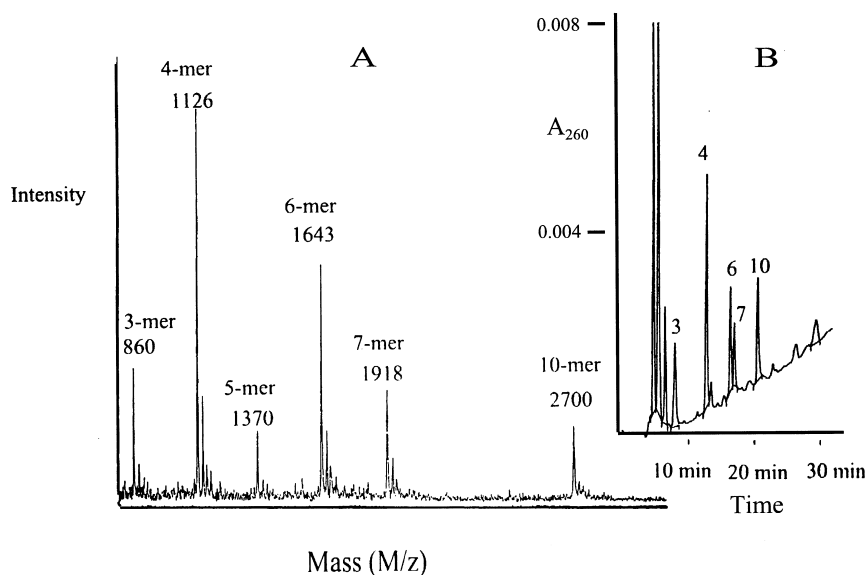 A
4-mer
1126
Intensity
6-mer
1643
3-mer
860
7-mer
1918
5-mer
1370
10-mer
2700
Mass (M/z)
B
0.008
A260
4
0.004
6 10
7
3
10 min 20 min 30 min
Time